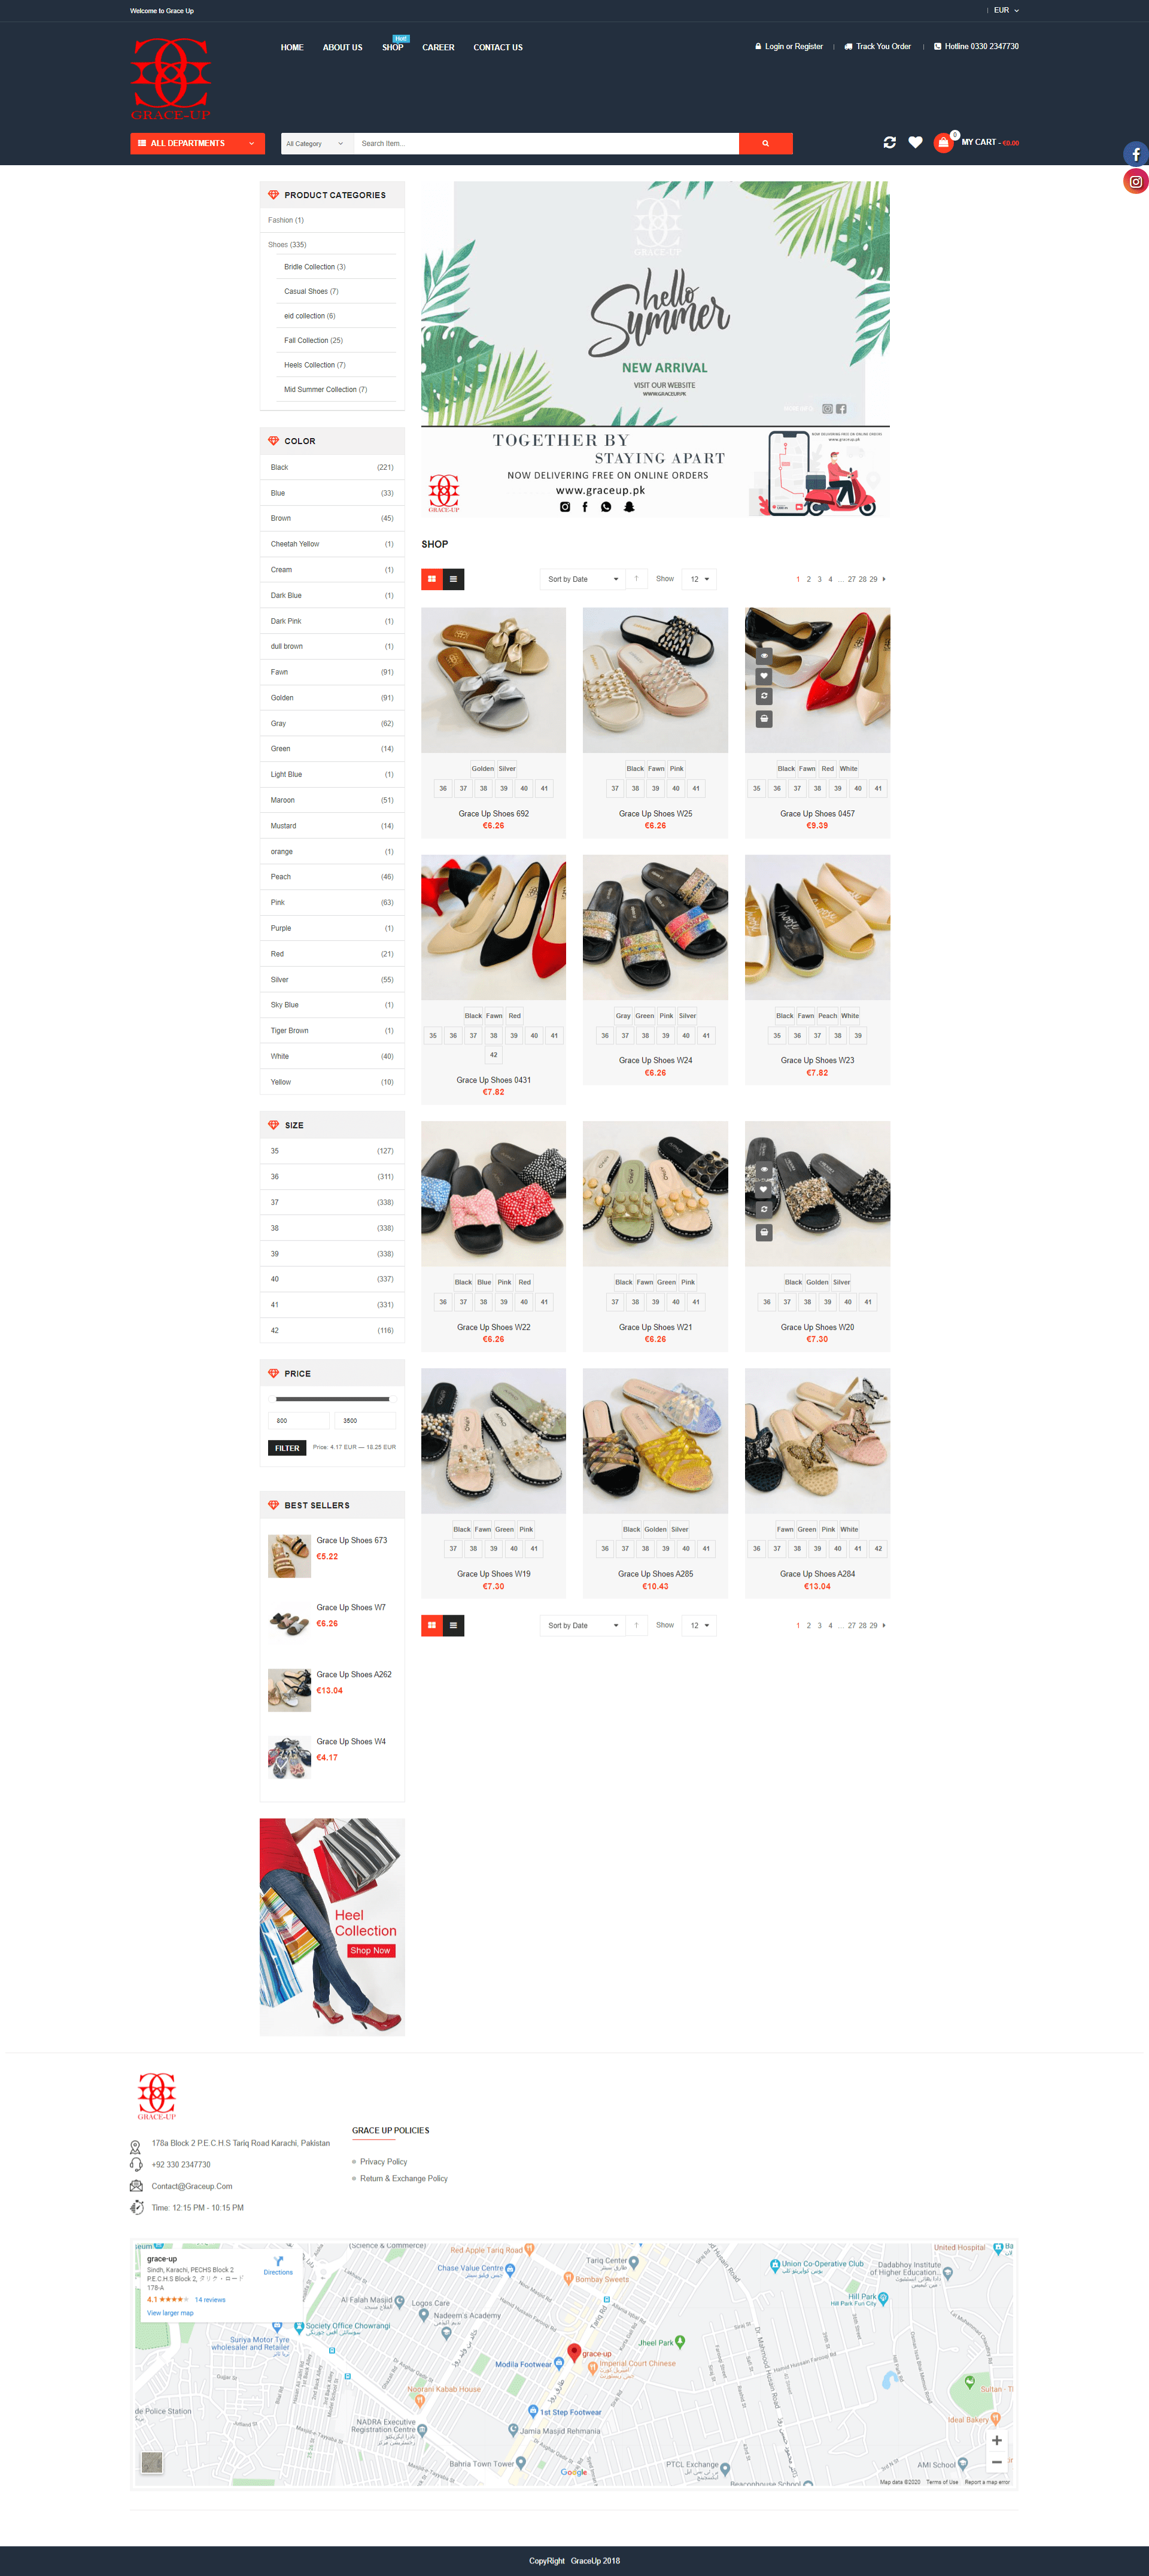 Welcome to Grace Up
EUR
HOME
ABOUT US
Hot!
SHOP
CAREER
CONTACT US
Login or Register
Track You Order
Hotline 0330 2347730
GRACE-UP
ALL DEPARTMENTS
All Category
Search Item...
0
MY CART - €0.00
PRODUCT CATEGORIES
Fashion (1)
Shoes (335)
Bridle Collection (3)
Casual Shoes (7)
eid collection (6)
Fall Collection (25)
Heels Collection (7)
Mid Summer Collection (7)
COLOR
Black (221)
Blue (33)
Brown (45)
Cheetah Yellow (1)
Cream (1)
Dark Blue (1)
Dark Pink (1)
dull brown (1)
Fawn (91)
Golden (91)
Gray (62)
Green (14)
Light Blue (1)
Maroon (51)
Mustard (14)
orange (1)
Peach (46)
Pink (63)
Purple (1)
Red (21)
Silver (55)
Sky Blue (1)
Tiger Brown (1)
White (40)
Yellow (10)
SIZE
35 (127)
36 (311)
37 (338)
38 (338)
39 (338)
40 (337)
41 (331)
42 (116)
PRICE
800
3500
FILTER
Price: 4.17 EUR — 18.25 EUR
BEST SELLERS
Grace Up Shoes 673
€5.22
Grace Up Shoes W7
€6.26
Grace Up Shoes A262
€13.04
Grace Up Shoes W4
€4.17
Heel
Collection
Shop Now
GRACE-UP
hello
Summer
NEW ARRIVAL
VISIT OUR WEBSITE
WWW.GRACEUP.PK
TOGETHER BY
STAYING APART
NOW DELIVERING FREE ON ONLINE ORDERS
www.graceup.pk
GRACE-UP
NOW DELIVERING FREE ON ONLINE ORDERS
www.graceup.pk
SHOP
Sort by Date
↑
Show
12
1 2 3 4 ... 27 28 29
Golden Silver
36 37 38 39 40 41
Grace Up Shoes 692
€6.26
Black Fawn Pink
37 38 39 40 41
Grace Up Shoes W25
€6.26
Black Fawn Red White
35 36 37 38 39 40 41
Grace Up Shoes 0457
€9.39
Black Fawn Red
35 36 37 38 39 40 41
42
Grace Up Shoes 0431
€7.82
Gray Green Pink Silver
36 37 38 39 40 41
Grace Up Shoes W24
€6.26
Choose
Black Fawn Peach White
35 36 37 38 39
Grace Up Shoes W23
€7.82
Black Blue Pink Red
36 37 38 39 40 41
Grace Up Shoes W22
€6.26
Black Fawn Green Pink
37 38 39 40 41
Grace Up Shoes W21
€6.26
Black Golden Silver
36 37 38 39 40 41
Grace Up Shoes W20
€7.30
Black Fawn Green Pink
37 38 39 40 41
Grace Up Shoes W19
€7.30
Black Golden Silver
36 37 38 39 40 41
Grace Up Shoes A285
€10.43
Fawn Green Pink White
36 37 38 39 40 41 42
Grace Up Shoes A284
€13.04
Sort by Date
↑
Show
12
1 2 3 4 ... 27 28 29
GRACE-UP
178a Block 2 P.E.C.H.S Tariq Road Karachi, Pakistan
+92 330 2347730
Contact@Graceup.Com
Time: 12:15 PM - 10:15 PM
GRACE UP POLICIES
Privacy Policy
Return & Exchange Policy
grace-up
Sindh, Karachi, PECHS Block 2
P.E.C.H.S Block 2, タリク・ロード
178-A
4.1
14 reviews
View larger map
Directions
(Science & Commerce)
Red Apple Tariq Road
Chase Value Centre
Tariq Center
Bombay Sweets
Union Co-Operative Club
Dadabhoy Institute
of Higher Education...
United Hospital
Hill Park
Hill Park Fun City
Al Falah Masjid
Logos Care
Nadeem's Academy
Society Office Chowrangi
Suriya Motor Tyre
wholesaler and Retailer
Jheel Park
grace-up
Imperial Court Chinese
Modila Footwear
Noorani Kabab House
1st Step Footwear
NADRA Executive
Registration Centre
Jamia Masjid Rehmania
Bahria Town Tower
PTCL Exchange
Beaconhouse School
AMI School
Ideal Bakery
Sultan - T
de Police Station
Google
Map data ©2020
Terms of Use
Report a map error
CopyRight GraceUp 2018